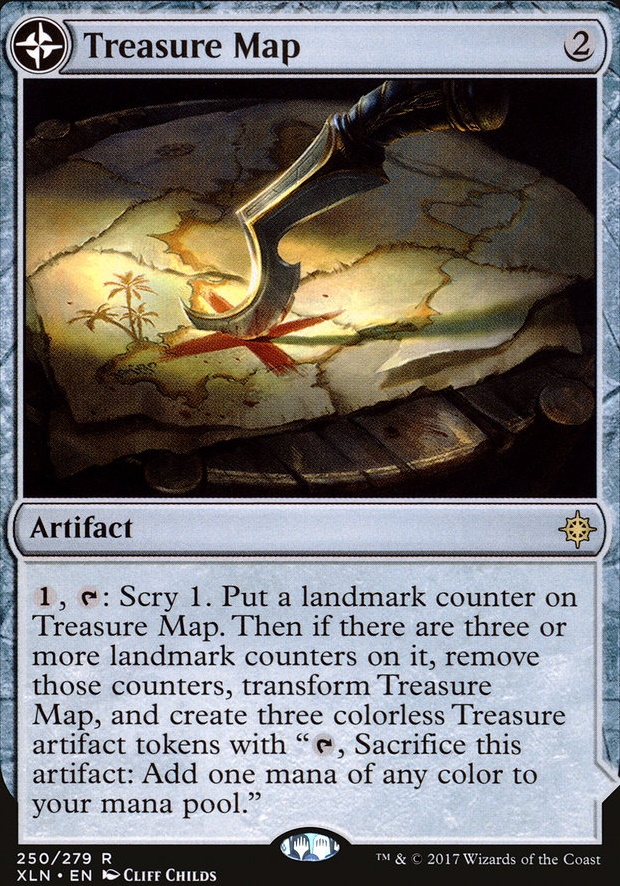 Treasure Map 2
Artifact
1, : Scry 1. Put a landmark counter on
Treasure Map. Then if there are three or
more landmark counters on it, remove
those counters, transform Treasure
Map, and create three colorless Treasure
artifact tokens with “, Sacrifice this
artifact: Add one mana of any color to
your mana pool.”
250/279 R
XLN • EN CLIFF CHILDS
™ & © 2017 Wizards of the Coast